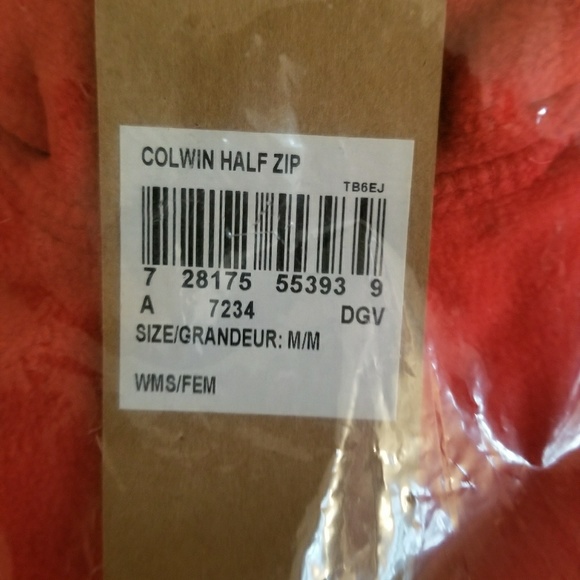 COLWIN HALF ZIP
TB6EJ
7 28175 55393 9
A 7234 DGV
SIZE/GRANDEUR: M/M
WMS/FEM